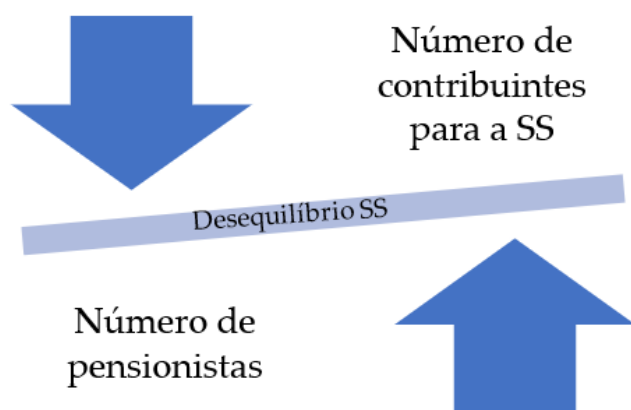 Número de
contribuintes
para a SS
Desequilíbrio SS
Número de
pensionistas